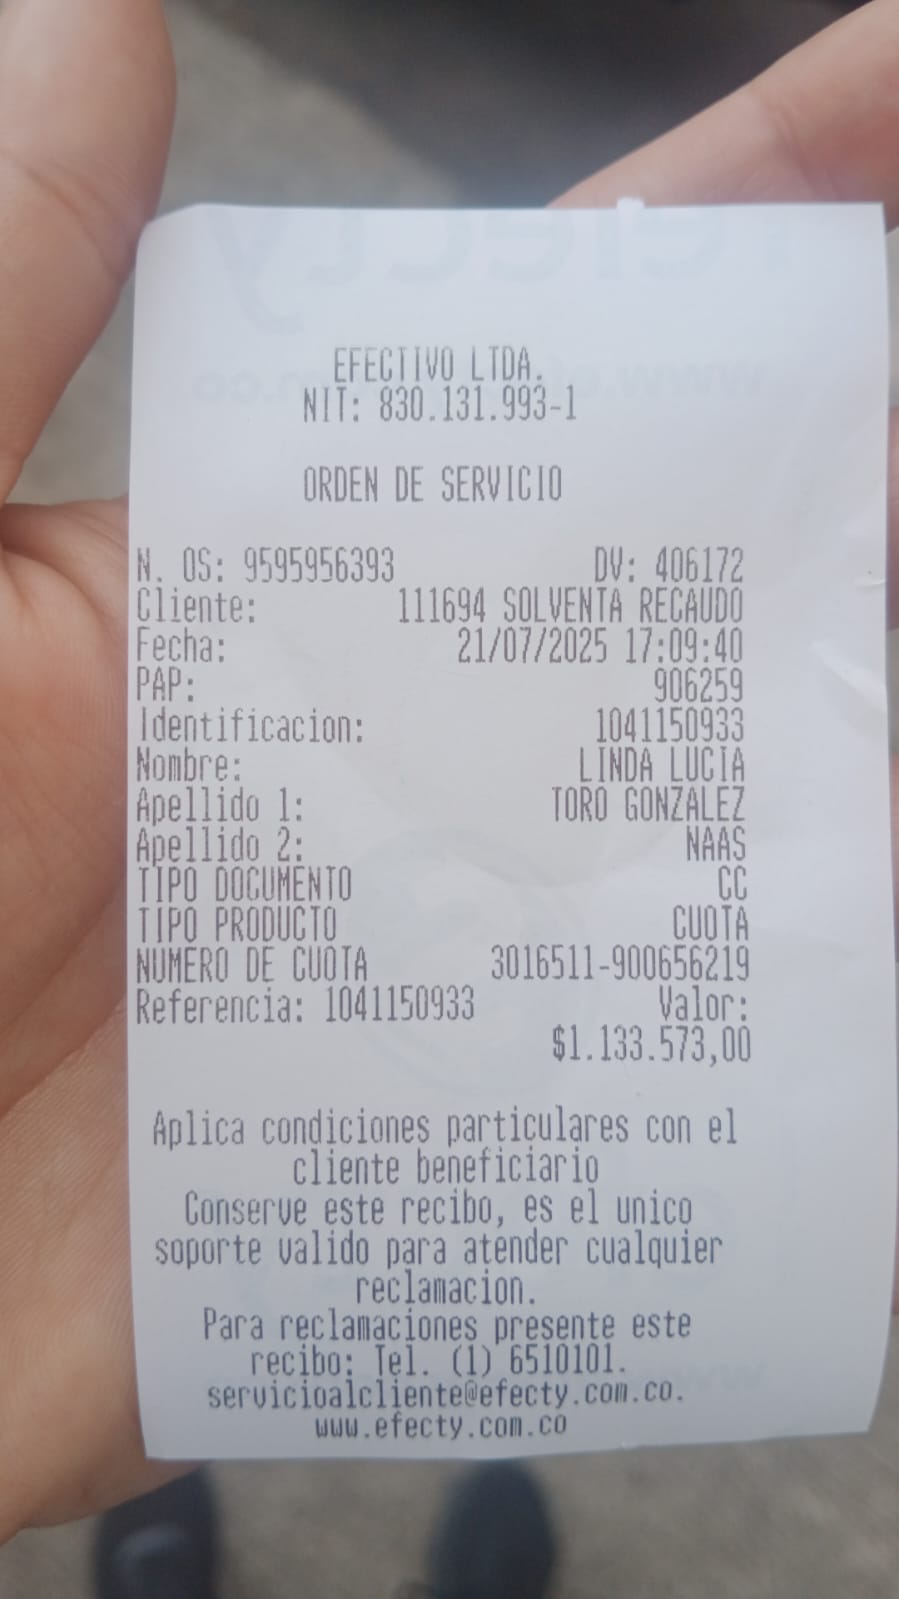 EFECTIVO LTDA.
NIT: 830.131.993-1
ORDEN DE SERVICIO
N. OS: 9595956393 DV: 406172
Cliente: 111694 SOLVENTA RECAUDO
Fecha: 21/07/2025 17:09:40
PAP: 906259
Identificacion: 1041150933
Nombre: LINDA LUCIA
Apellido 1: TORO GONZALEZ
Apellido 2: NAAS
TIPO DOCUMENTO CC
TIPO PRODUCTO CUOTA
NUMERO DE CUOTA 3016511-900656219
Referencia: 1041150933 Valor:
$1.133.573,00
Aplica condiciones particulares con el
cliente beneficiario
Conserve este recibo, es el unico
soporte valido para atender cualquier
reclamacion.
Para reclamaciones presente este
recibo: Tel. (1) 6510101.
servicioalcliente@efecty.com.co.
www.efecty.com.co